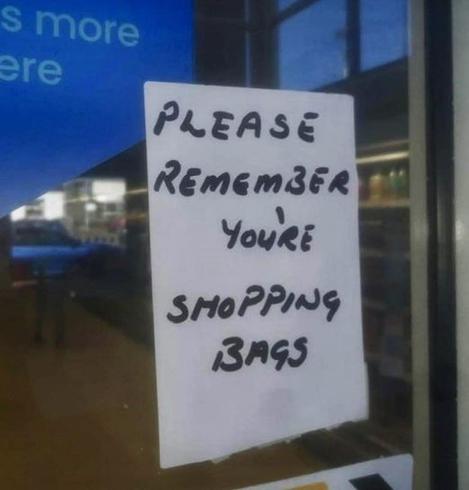 s more
ere
PLEASE
REMEMBER
YOU'RE
SHOPPING
BAGS